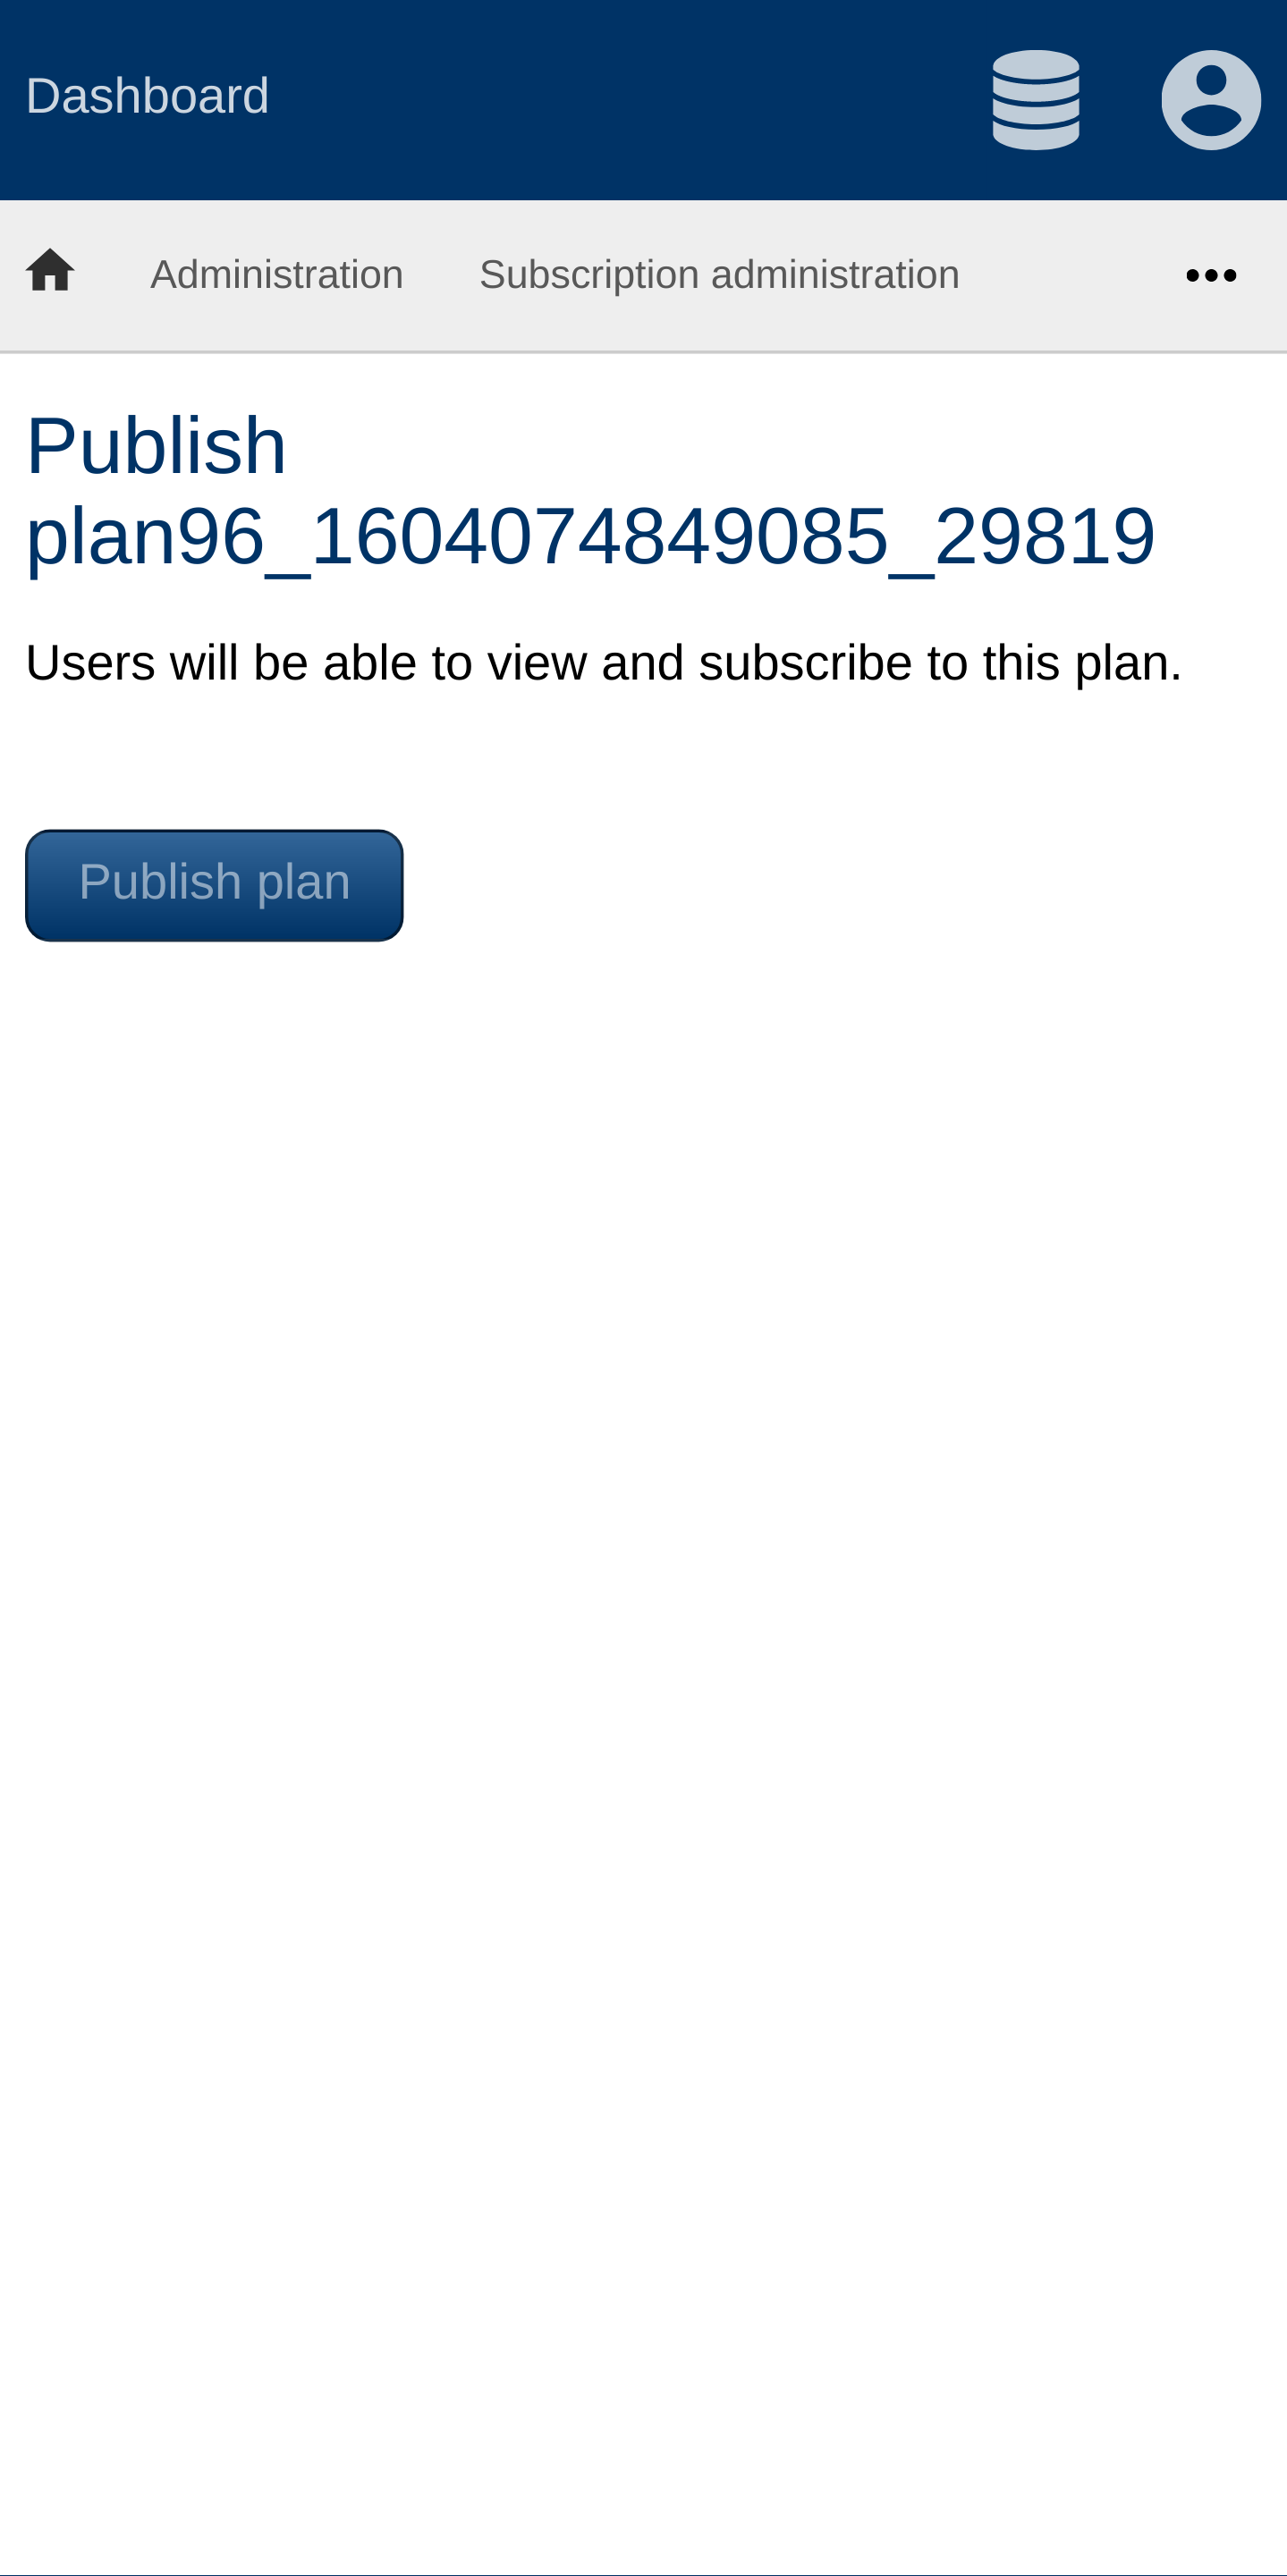 Dashboard
Administration Subscription administration
Publish
plan96_1604074849085_29819
Users will be able to view and subscribe to this plan.
Publish plan